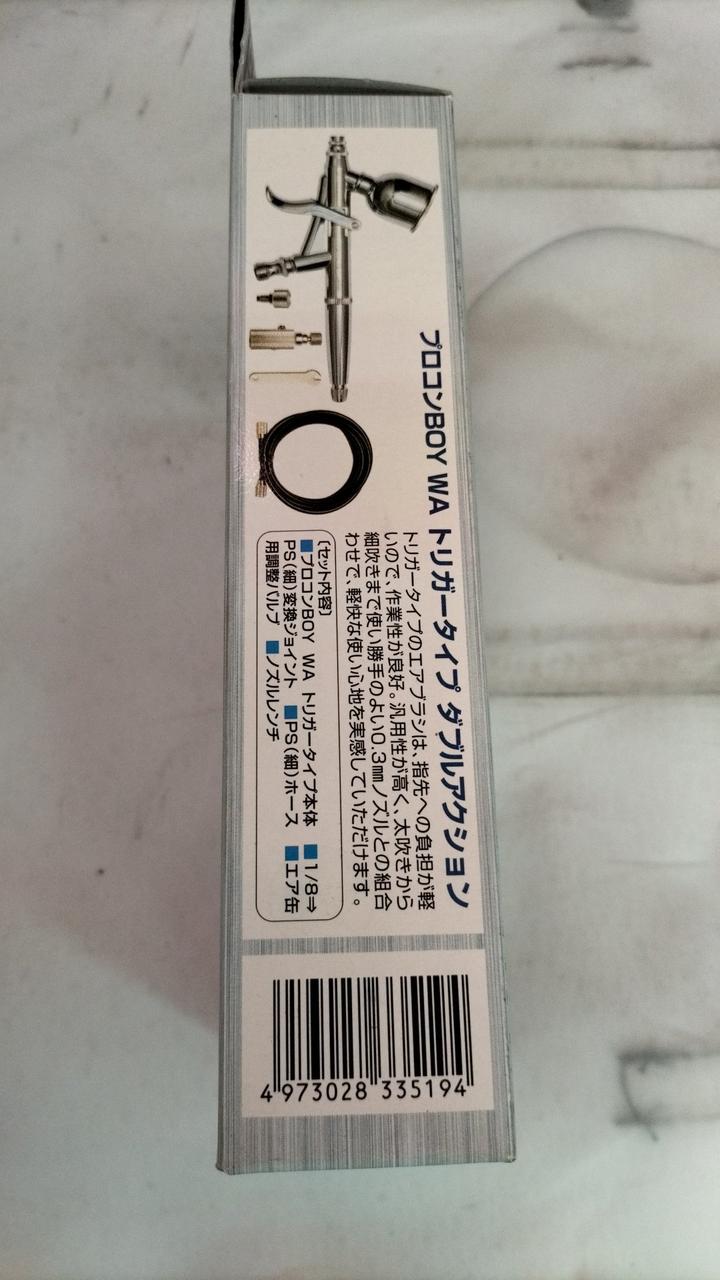 プロコンBOY WA トリガータイプ ダブルアクション
トリガータイプのエアブラシは、指先への負担が軽
いので、作業性が良好。汎用性が高く、太吹きから
細吹きまで使い勝手のよい0.3mmノズルとの組合
わせで、軽快な使い心地を実感していただけます。
〔セット内容〕
■プロコンBOY WA トリガータイプ本体 ■1/8⇒
PS(細)変換ジョイント ■PS(細)ホース ■エア缶
用調整バルブ ■ノズルレンチ
4973028335194